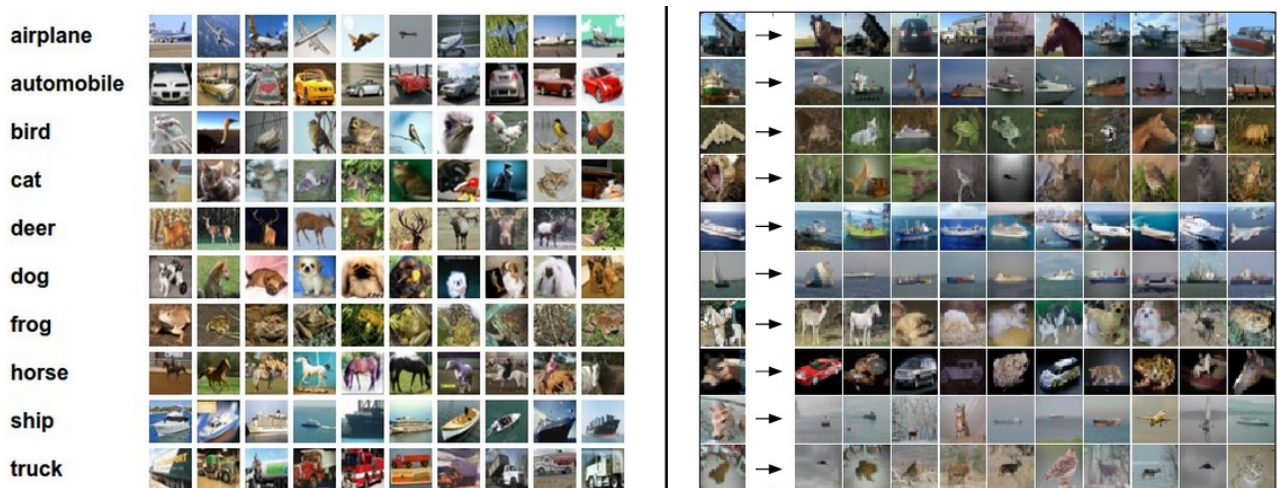 airplane
automobile
bird
cat
deer
dog
frog
horse
ship
truck